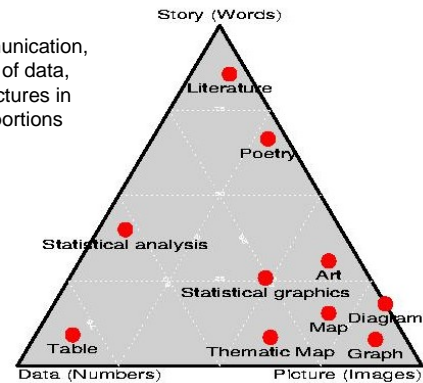 Story (Words)
unication,
of data,
ctures in
portions
Literature
Poetry
Statistical analysis
Art
Statistical graphics
Diagram
Map
Table
Thematic Map
Graph
Data (Numbers)
Picture (Images)